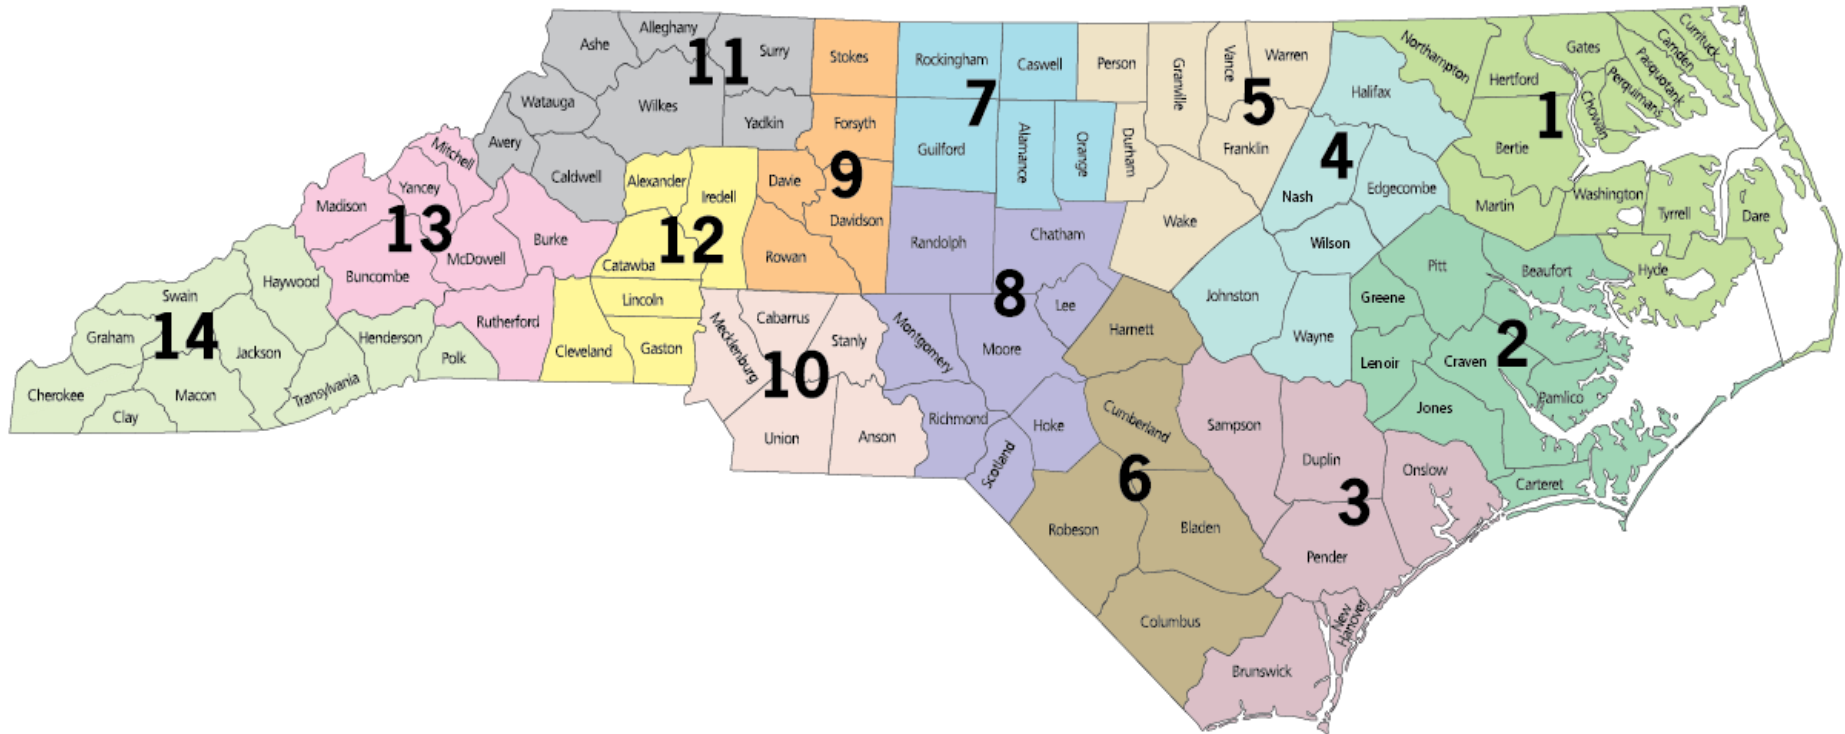 Ashe
Alleghany
Surry
11
Watauga
Wilkes
Yadkin
Avery
Caldwell
Stokes
Forsyth
9
Davie
Davidson
Rowan
Rockingham
Caswell
7
Guilford
Alamance
Orange
Person
Granville
Vance
Warren
5
Franklin
Durham
Wake
Halifax
4
Nash
Edgecombe
Wilson
Johnston
Wayne
Northampton
Hertford
Gates
Currituck
Camden
Pasquotank
Perquimans
Chowan
1
Bertie
Martin
Washington
Tyrrell
Dare
Hyde
Mitchell
Yancey
Madison
13
McDowell
Burke
Buncombe
Rutherford
Alexander
Iredell
12
Catawba
Lincoln
Cleveland
Gaston
Swain
Haywood
Graham
14
Jackson
Henderson
Polk
Transylvania
Cherokee
Macon
Clay
Mecklenburg
Cabarrus
Stanly
10
Union
Anson
Randolph
Chatham
8
Lee
Montgomery
Moore
Richmond
Hoke
Scotland
Harnett
Cumberland
6
Robeson
Bladen
Columbus
Sampson
Duplin
Onslow
3
Pender
New
Hanover
Brunswick
Pitt
Beaufort
Greene
2
Lenoir
Craven
Pamlico
Jones
Carteret